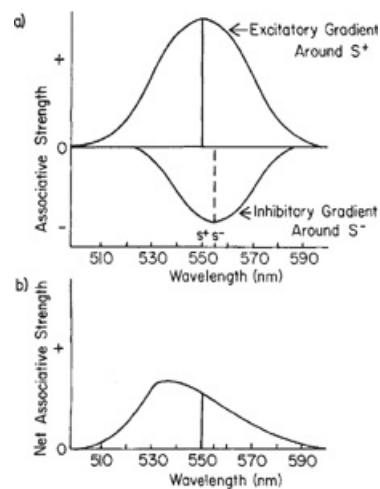 a)
Excitatory Gradient
Around S+
+
Associative Strength
0
-
S+ S-
Inhibitory Gradient
Around S-
510 530 550 570 590
Wavelength (nm)
b)
+
Net Associative Strength
0
510 530 550 570 590
Wavelength (nm)